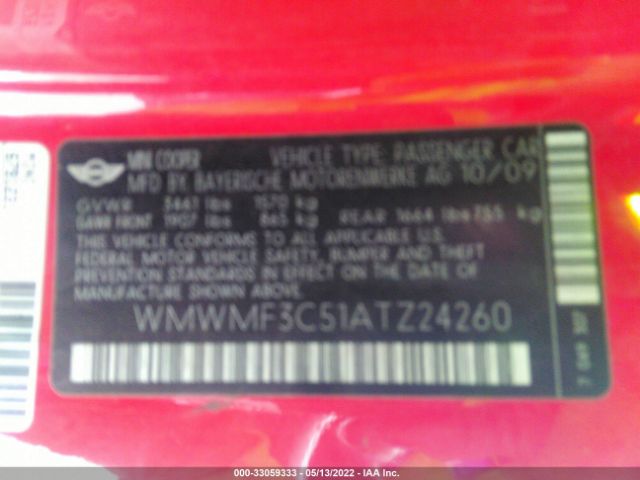 MINI COOPER VEHICLE TYPE: PASSENGER CAR
MFD BY: BAYERISCHE MOTORENWERKE AG 10/09
GVWR 3461 lbs 1570 kg
GAWR FRONT 1907 lbs 865 kg REAR 1664 lbs 755 kg
THIS VEHICLE CONFORMS TO ALL APPLICABLE U.S.
FEDERAL MOTOR VEHICLE SAFETY, BUMPER AND THEFT
PREVENTION STANDARDS IN EFFECT ON THE DATE OF
MANUFACTURE SHOWN ABOVE.
WMWMF3C51ATZ24260
7 049 307
000-33059333 - 05/13/2022 - IAA Inc.